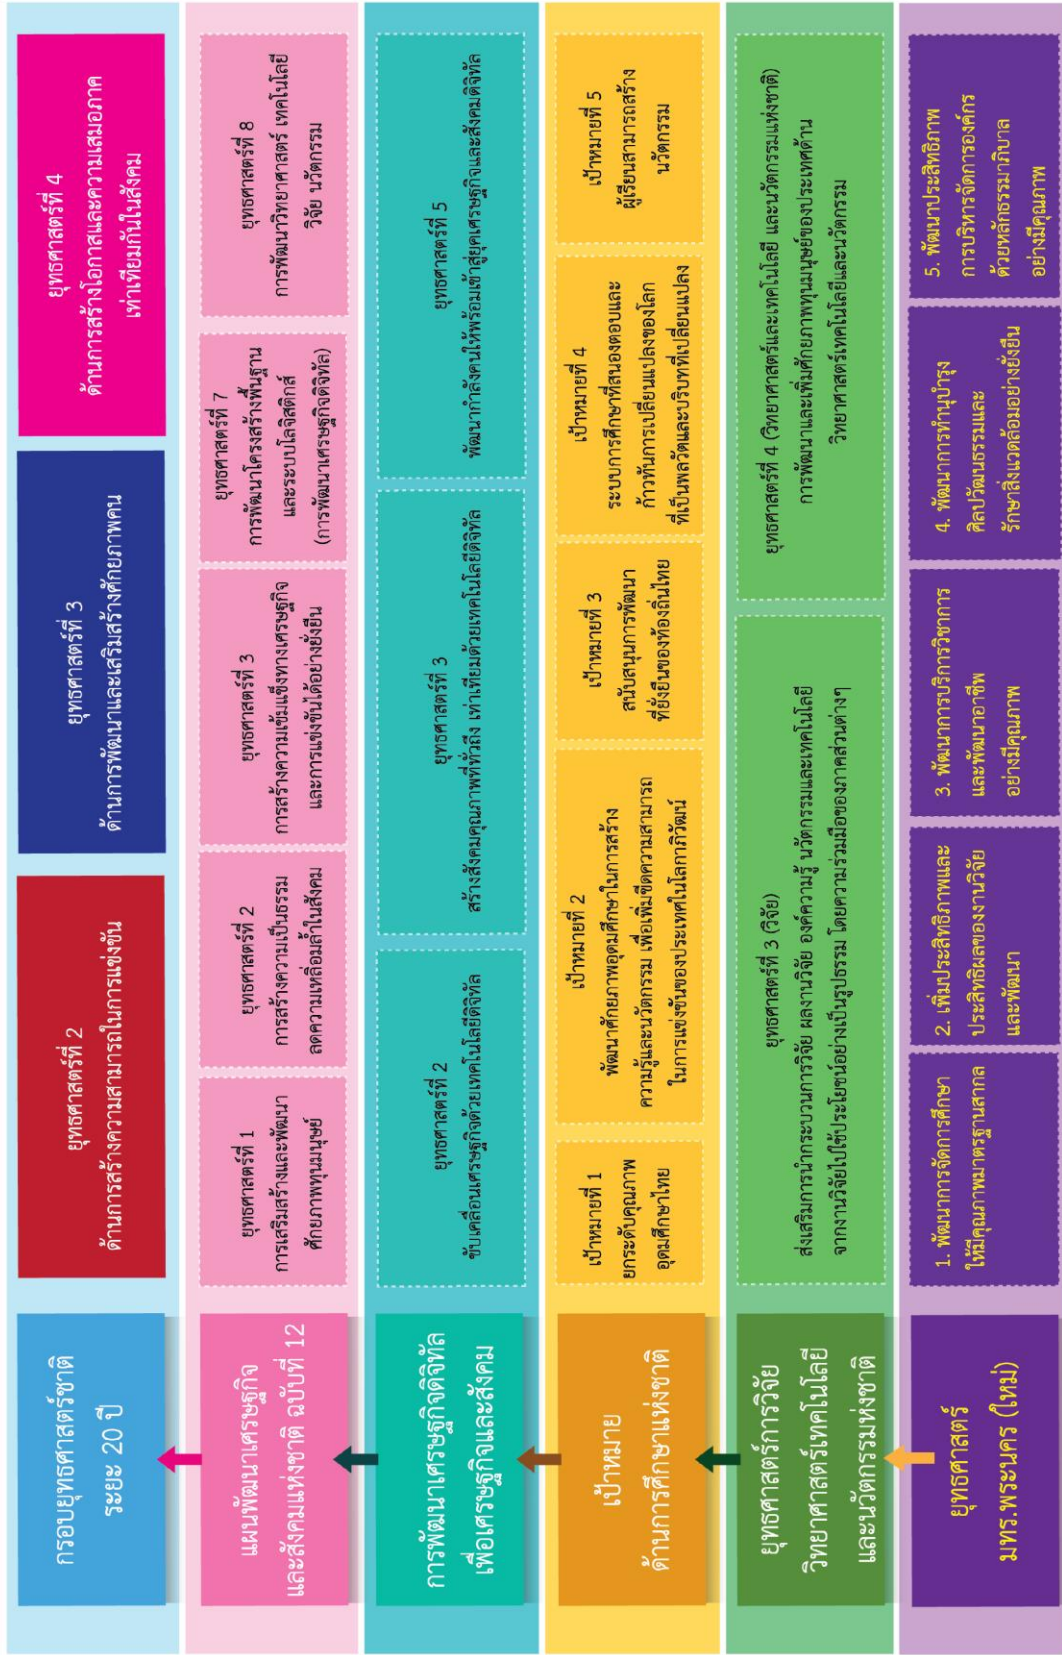 กรอบยุทธศาสตร์ชาติ
ระยะ 20 ปี
ยุทธศาสตร์ที่ 2
ด้านการสร้างความสามารถในการแข่งขัน
ยุทธศาสตร์ที่ 3
ด้านการพัฒนาและเสริมสร้างศักยภาพคน
ยุทธศาสตร์ที่ 4
ด้านการสร้างโอกาสและความเสมอภาค
เท่าเทียมกันในสังคม
แผนพัฒนาเศรษฐกิจ
และสังคมแห่งชาติ ฉบับที่ 12
ยุทธศาสตร์ที่ 1
การเสริมสร้างและพัฒนา
ศักยภาพทุนมนุษย์
ยุทธศาสตร์ที่ 2
การสร้างความเป็นธรรม
ลดความเหลื่อมล้ำในสังคม
ยุทธศาสตร์ที่ 3
การสร้างความเข้มแข็งทางเศรษฐกิจ
และการแข่งขันได้อย่างยั่งยืน
ยุทธศาสตร์ที่ 7
การพัฒนาโครงสร้างพื้นฐาน
และระบบโลจิสติกส์
(การพัฒนาเศรษฐกิจดิจิทัล)
ยุทธศาสตร์ที่ 8
การพัฒนาวิทยาศาสตร์ เทคโนโลยี
วิจัย นวัตกรรม
การพัฒนาเศรษฐกิจดิจิทัล
เพื่อเศรษฐกิจและสังคม
ยุทธศาสตร์ที่ 2
ขับเคลื่อนเศรษฐกิจด้วยเทคโนโลยีดิจิทัล
ยุทธศาสตร์ที่ 3
สร้างสังคมคุณภาพที่ทั่วถึง เท่าเทียมด้วยเทคโนโลยีดิจิทัล
ยุทธศาสตร์ที่ 5
พัฒนากำลังคนให้พร้อมเข้าสู่ยุคเศรษฐกิจและสังคมดิจิทัล
เป้าหมาย
ด้านการศึกษาแห่งชาติ
เป้าหมายที่ 1
ยกระดับคุณภาพ
อุดมศึกษาไทย
เป้าหมายที่ 2
พัฒนาศักยภาพอุดมศึกษาในการสร้าง
ความรู้และนวัตกรรม เพื่อเพิ่มขีดความสามารถ
ในการแข่งขันของประเทศในโลกาภิวัฒน์
เป้าหมายที่ 3
สนับสนุนการพัฒนา
ที่ยั่งยืนของท้องถิ่นไทย
เป้าหมายที่ 4
ระบบการศึกษาที่สนองตอบและ
ก้าวทันการเปลี่ยนแปลงของโลก
ที่เป็นพลวัตและบริบทที่เปลี่ยนแปลง
เป้าหมายที่ 5
ผู้เรียนสามารถสร้าง
นวัตกรรม
ยุทธศาสตร์การวิจัย
วิทยาศาสตร์เทคโนโลยี
และนวัตกรรมห่งชาติ
ยุทธศาสตร์ที่ 3 (วิจัย)
ส่งเสริมการนำกระบวนการวิจัย ผลงานวิจัย องค์ความรู้ นวัตกรรมและเทคโนโลยี
จากงานวิจัยไปใช้ประโยชน์อย่างเป็นรูปธรรม โดยความร่วมมือของภาคส่วนต่างๆ
ยุทธศาสตร์ที่ 4 (วิทยาศาสตร์และเทคโนโลยี และนวัตกรรมแห่งชาติ)
การพัฒนาและเพิ่มศักยภาพทุนมนุษย์ของประเทศด้าน
วิทยาศาสตร์เทคโนโลยีและนวัตกรรม
ยุทธศาสตร์
มทร.พระนคร (ใหม่)
1. พัฒนาการจัดการศึกษา
ให้มีคุณภาพมาตรฐานสากล
2. เพิ่มประสิทธิภาพและ
ประสิทธิผลของงานวิจัย
และพัฒนา
3. พัฒนาการบริการวิชาการ
และพัฒนาอาชีพ
อย่างมีคุณภาพ
4. พัฒนาการทำนุบำรุง
ศิลปวัฒนธรรมและ
รักษาสิ่งแวดล้อมอย่างยั่งยืน
5. พัฒนาประสิทธิภาพ
การบริหารจัดการองค์กร
ด้วยหลักธรรมาภิบาล
อย่างมีคุณภาพ